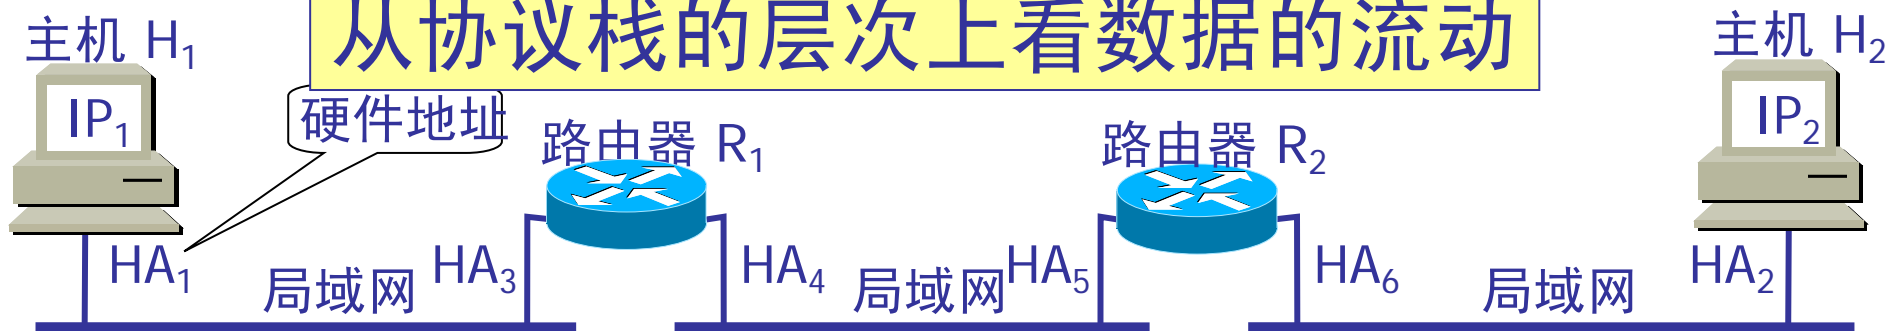 从协议栈的层次上看数据的流动
主机 H₁
主机 H₂
IP₁
硬件地址
路由器 R₁
路由器 R₂
IP₂
HA₁
局域网
HA₃
HA₄
局域网
HA₅
HA₆
局域网
HA₂